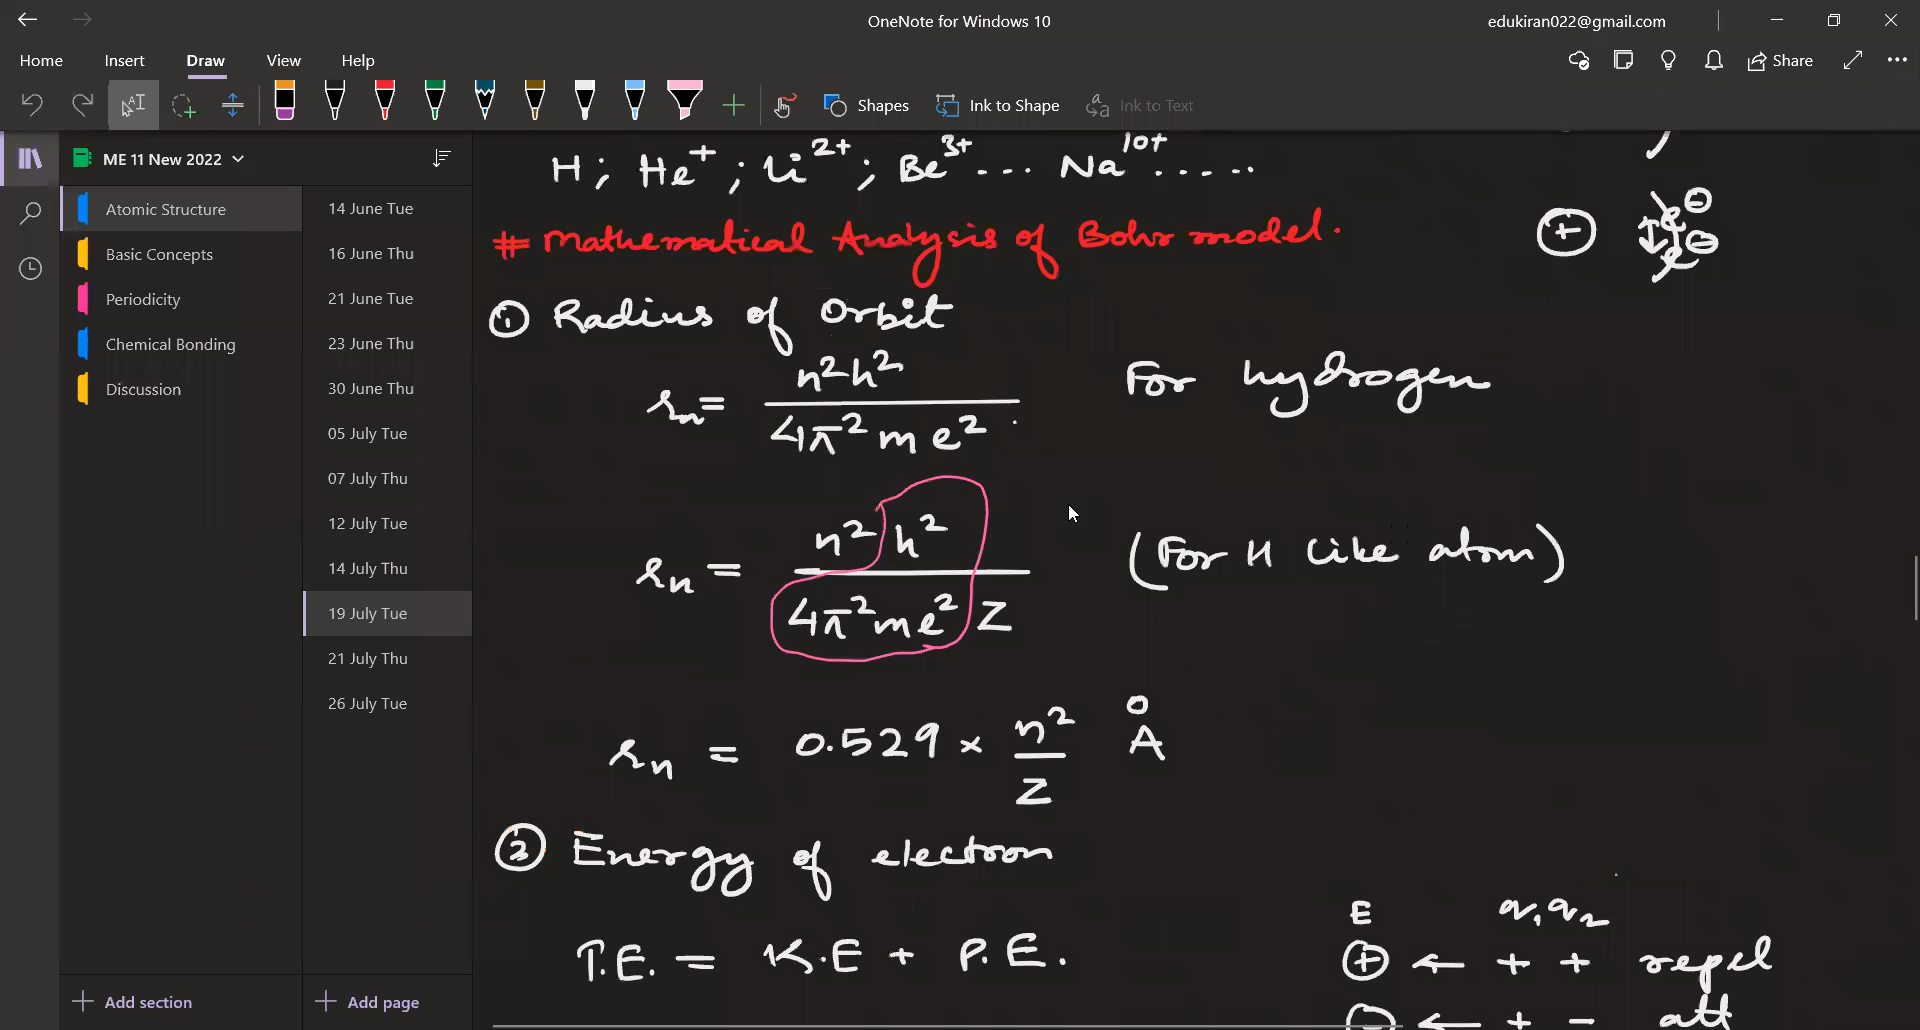 OneNote for Windows 10
edukiran022@gmail.com
Home Insert Draw View Help
Share
Shapes Ink to Shape Ink to Text
ME 11 New 2022
Atomic Structure
Basic Concepts
Periodicity
Chemical Bonding
Discussion
Add section
14 June Tue
16 June Thu
21 June Tue
23 June Thu
30 June Thu
05 July Tue
07 July Thu
12 July Tue
14 July Thu
19 July Tue
21 July Thu
26 July Tue
Add page
H; He⁺; Li²⁺; Be³⁺... Na¹⁰⁺.....
# Mathematical Analysis of Bohr model.
① Radius of Orbit
rₙ = n²h² / 4π²me² For hydrogen
rₙ = n²h² / 4π²me²Z (For H like atom)
rₙ = 0.529 × n²/Z Å
② Energy of electron
T.E. = K.E + P.E.
+ e⊖
e⊖
E q₁q₂
⊕ ← + + repel
⊖ ← + − att